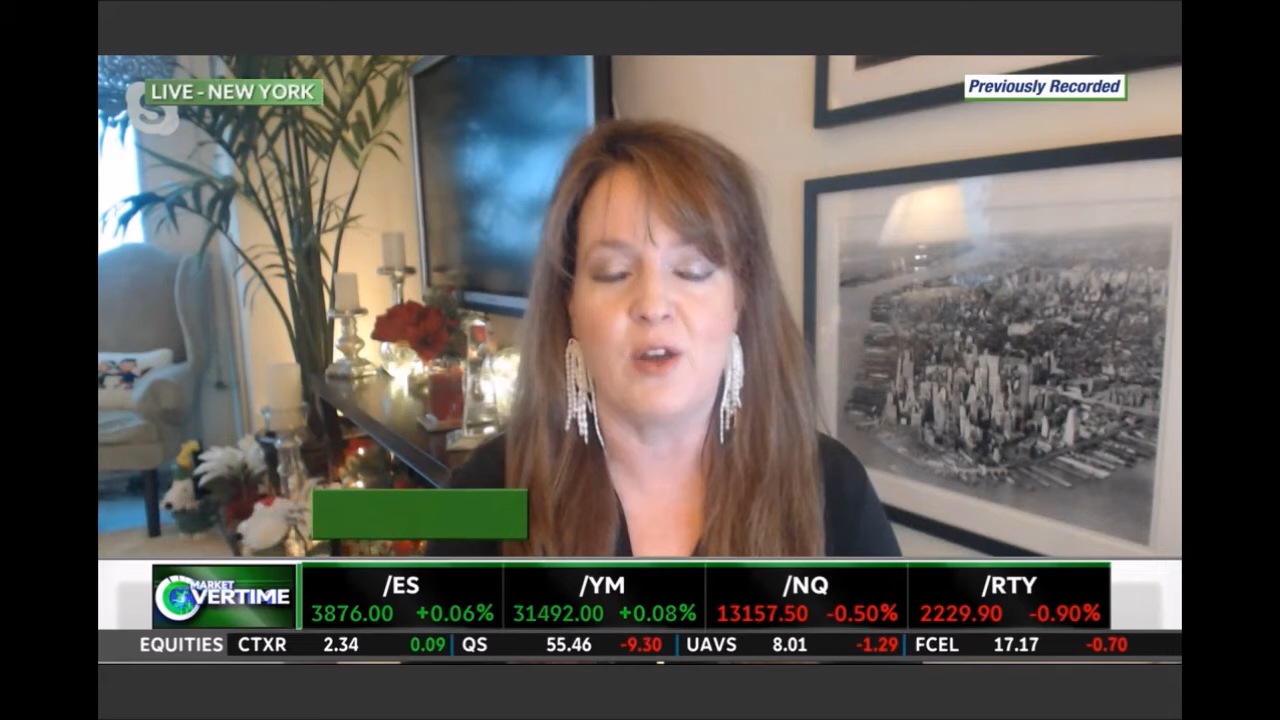 LIVE - NEW YORK
Previously Recorded
S
MARKET
VERTIME
/ES
3876.00 +0.06%
/YM
31492.00 +0.08%
/NQ
13157.50 -0.50%
/RTY
2229.90 -0.90%
EQUITIES CTXR 2.34 0.09 QS 55.46 -9.30 UAVS 8.01 -1.29 FCEL 17.17 -0.70